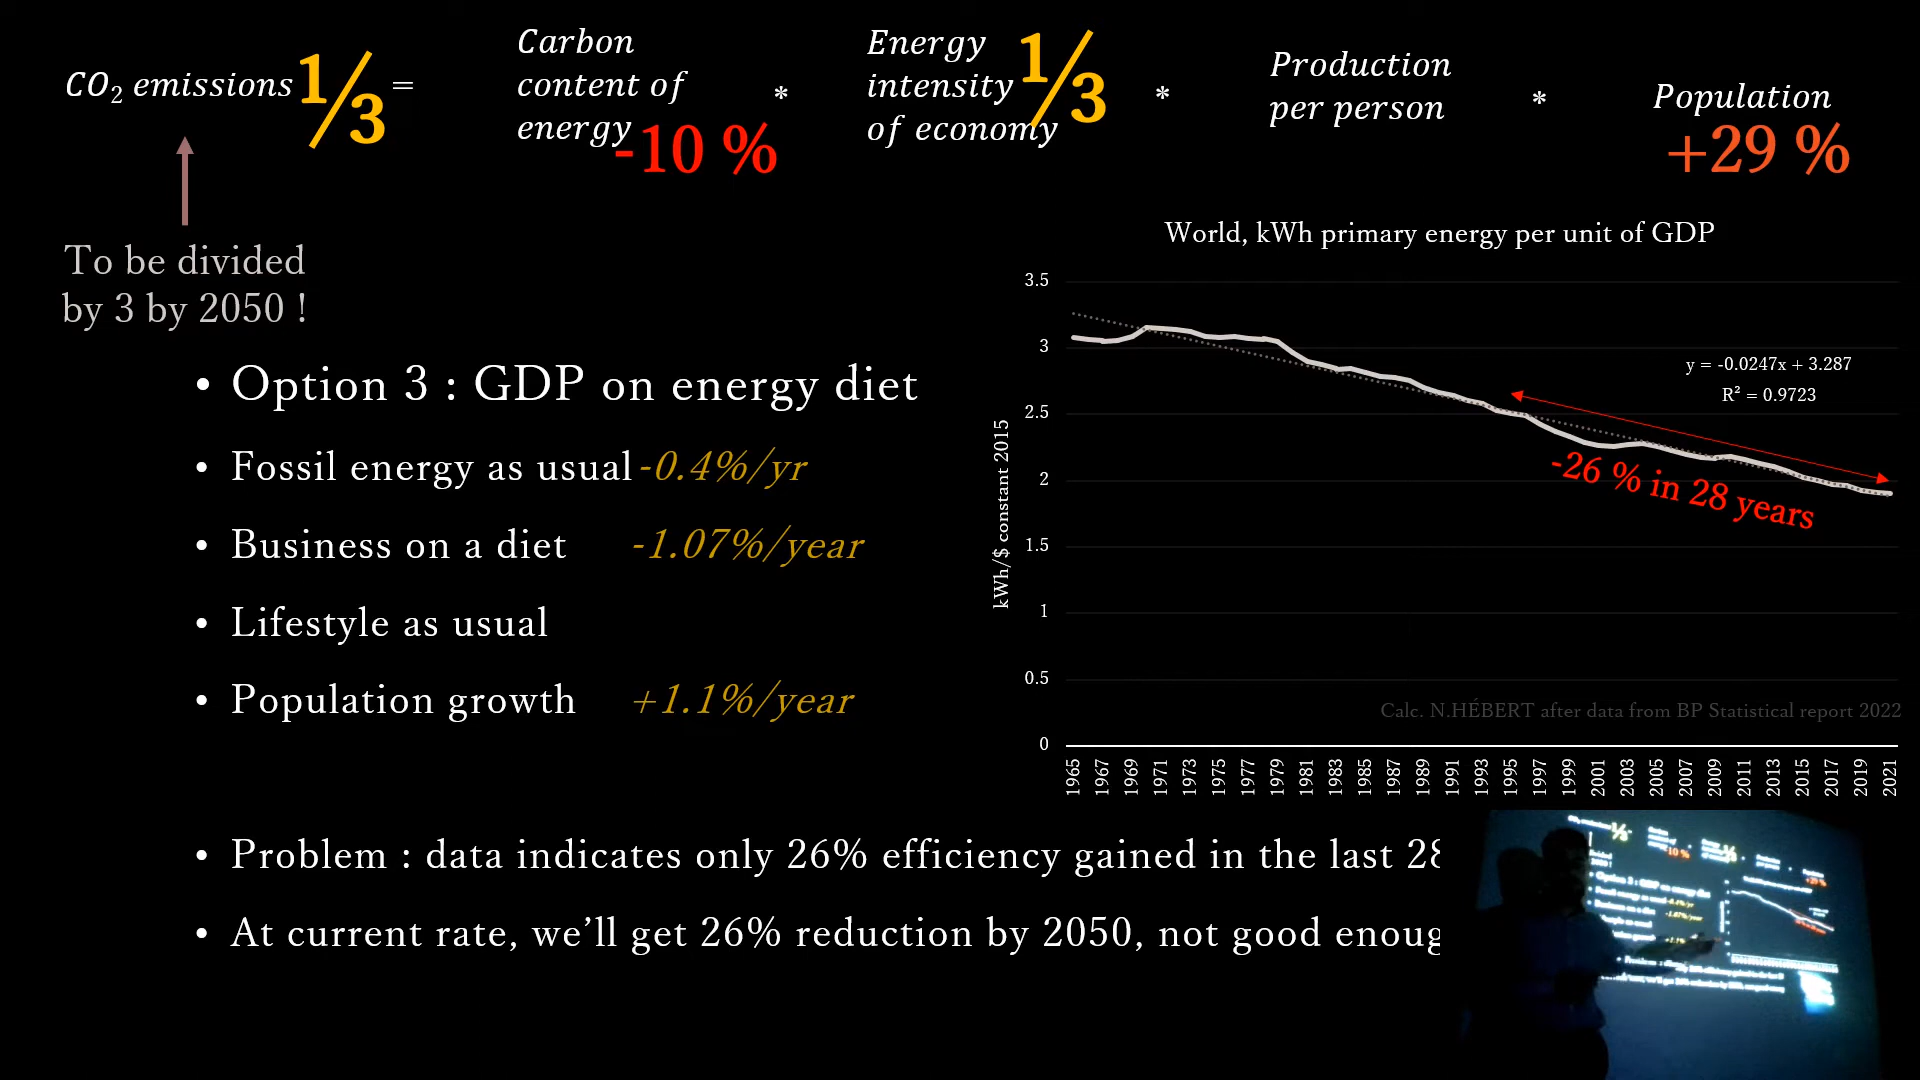 CO₂ emissions 1/3 =
Carbon
content of
energy
-10 %
*
Energy
intensity
of economy
1/3
*
Production
per person
*
Population
+29 %
To be divided
by 3 by 2050 !
• Option 3 : GDP on energy diet
• Fossil energy as usual -0.4%/yr
• Business on a diet -1.07%/year
• Lifestyle as usual
• Population growth +1.1%/year
World, kWh primary energy per unit of GDP
kWh/$ constant 2015
3.5
3
2.5
2
1.5
1
0.5
0
y = -0.0247x + 3.287
R² = 0.9723
-26 % in 28 years
Calc. N.HÉBERT after data from BP Statistical report 2022
1965 1967 1969 1971 1973 1975 1977 1979 1981 1983 1985 1987 1989 1991 1993 1995 1997 1999 2001 2003 2005 2007 2009 2011 2013 2015 2017 2019 2021
• Problem : data indicates only 26% efficiency gained in the last 28
• At current rate, we’ll get 26% reduction by 2050, not good enoug